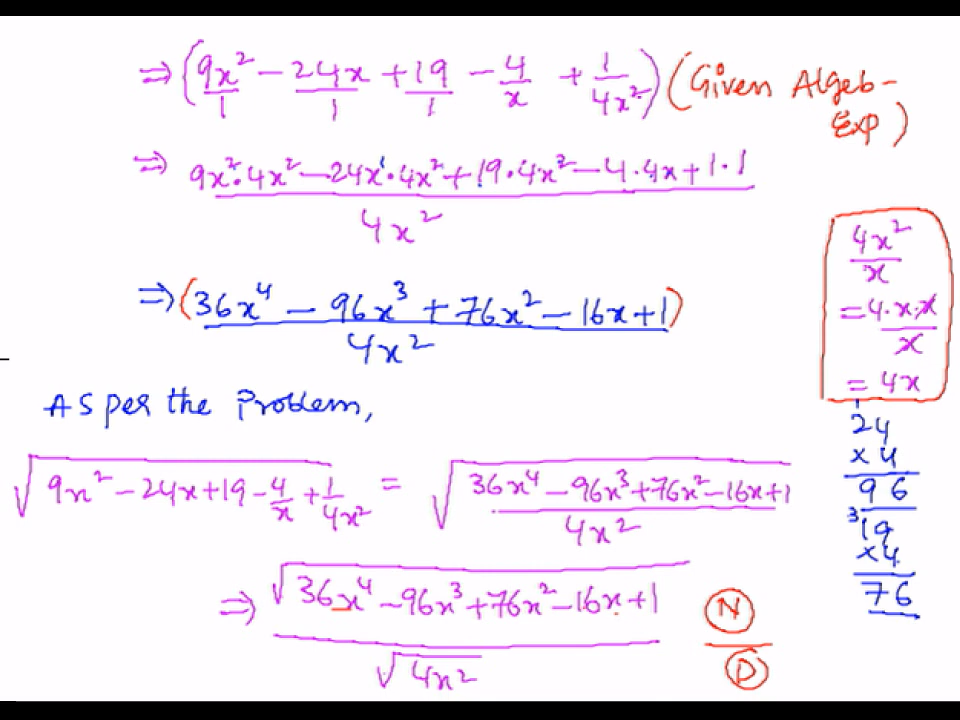 ⇒ (9x²/1 − 24x/1 + 19/1 − 4/x + 1/4x²) (Given Algeb-
Exp)
⇒ 9x²·4x² − 24x¹·4x² + 19·4x² − 4·4x + 1·1
4x²
⇒ (36x⁴ − 96x³ + 76x² − 16x + 1)
4x²
As per the Problem,
√(9x² − 24x + 19 − 4/x + 1/4x²) = √((36x⁴ − 96x³ + 76x² − 16x + 1)/4x²)
⇒ √(36x⁴ − 96x³ + 76x² − 16x + 1)
√4x²
N
D
4x²
x
= 4·x·x
x
= 4x
1
24
×4
96
3
19
×4
76